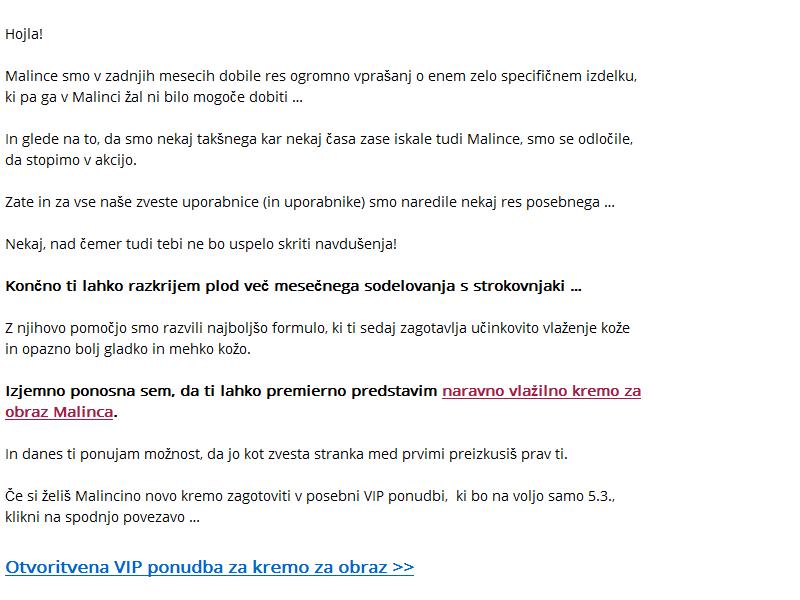 Hojla!
Malince smo v zadnjih mesecih dobile res ogromno vprašanj o enem zelo specifičnem izdelku,
ki pa ga v Malinci žal ni bilo mogoče dobiti ...
In glede na to, da smo nekaj takšnega kar nekaj časa zase iskale tudi Malince, smo se odločile,
da stopimo v akcijo.
Zate in za vse naše zveste uporabnice (in uporabnike) smo naredile nekaj res posebnega ...
Nekaj, nad čemer tudi tebi ne bo uspelo skriti navdušenja!
Končno ti lahko razkrijem plod več mesečnega sodelovanja s strokovnjaki ...
Z njihovo pomočjo smo razvili najboljšo formulo, ki ti sedaj zagotavlja učinkovito vlaženje kože
in opazno bolj gladko in mehko kožo.
Izjemno ponosna sem, da ti lahko premierno predstavim naravno vlažilno kremo za
obraz Malinca.
In danes ti ponujam možnost, da jo kot zvesta stranka med prvimi preizkusiš prav ti.
Če si želiš Malincino novo kremo zagotoviti v posebni VIP ponudbi,  ki bo na voljo samo 5.3.,
klikni na spodnjo povezavo ...
Otvoritvena VIP ponudba za kremo za obraz >>